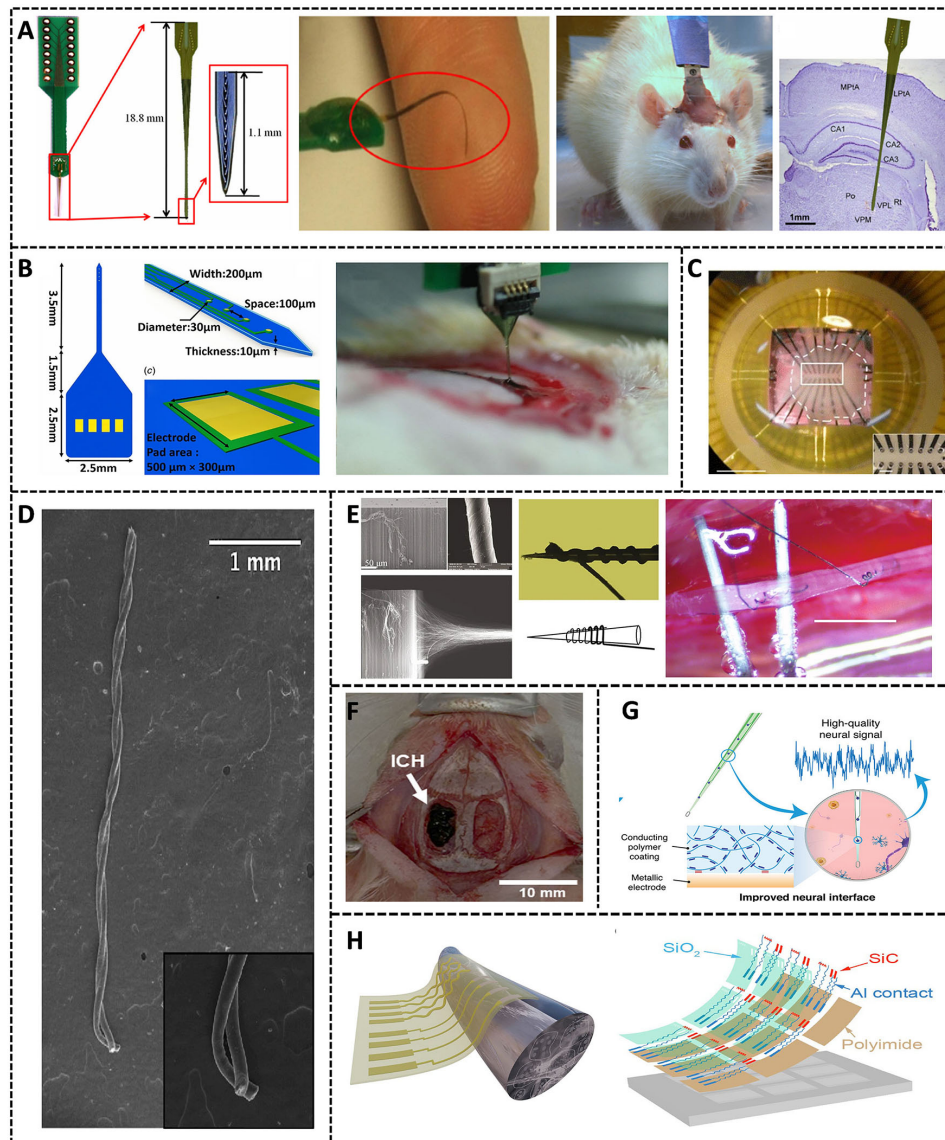 A
18.8 mm
1.1 mm
MPtA
LPtA
CA1
CA2
CA3
Po
VPL
Rt
VPM
1mm
B
3.5mm
1.5mm
2.5mm
2.5mm
Width:200μm
Space:100μm
Diameter:30μm
Thickness:10μm
(c)
Electrode
Pad area :
500 μm × 300μm
C
D
1 mm
E
50 μm
F
ICH
10 mm
G
High-quality
neural signal
Conducting
polymer
coating
Metallic
electrode
Improved neural interface
H
SiO2
SiC
Al contact
Polyimide